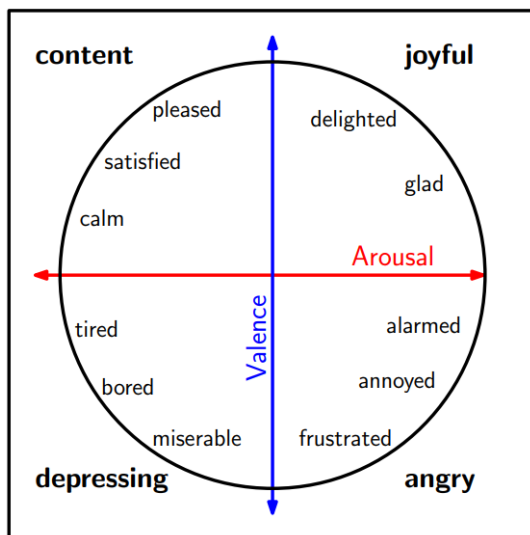 content
joyful
pleased
delighted
satisfied
glad
calm
Arousal
Valence
tired
alarmed
bored
annoyed
miserable
frustrated
depressing
angry